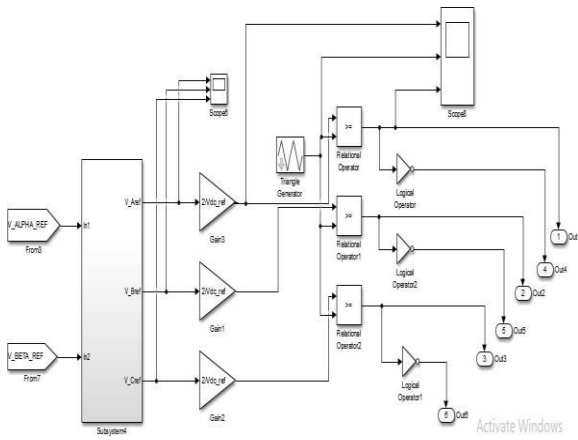 Scope8
Scope5
>=
Relational
Operator
Triangle
Generator
Logical
Operator
V_Aref
2/Vdc_ref
Gain3
V_ALPHA_REF
In1
From3
>=
Relational
Operator1
Logical
Operator2
1
Out
4
Out4
V_Bref
2/Vdc_ref
Gain1
2
Out2
>=
Relational
Operator2
5
Out5
V_BETA_REF
In2
From7
V_Cref
2/Vdc_ref
Gain2
3
Out3
Logical
Operator1
6
Out6
Subsystem4
Activate Windows